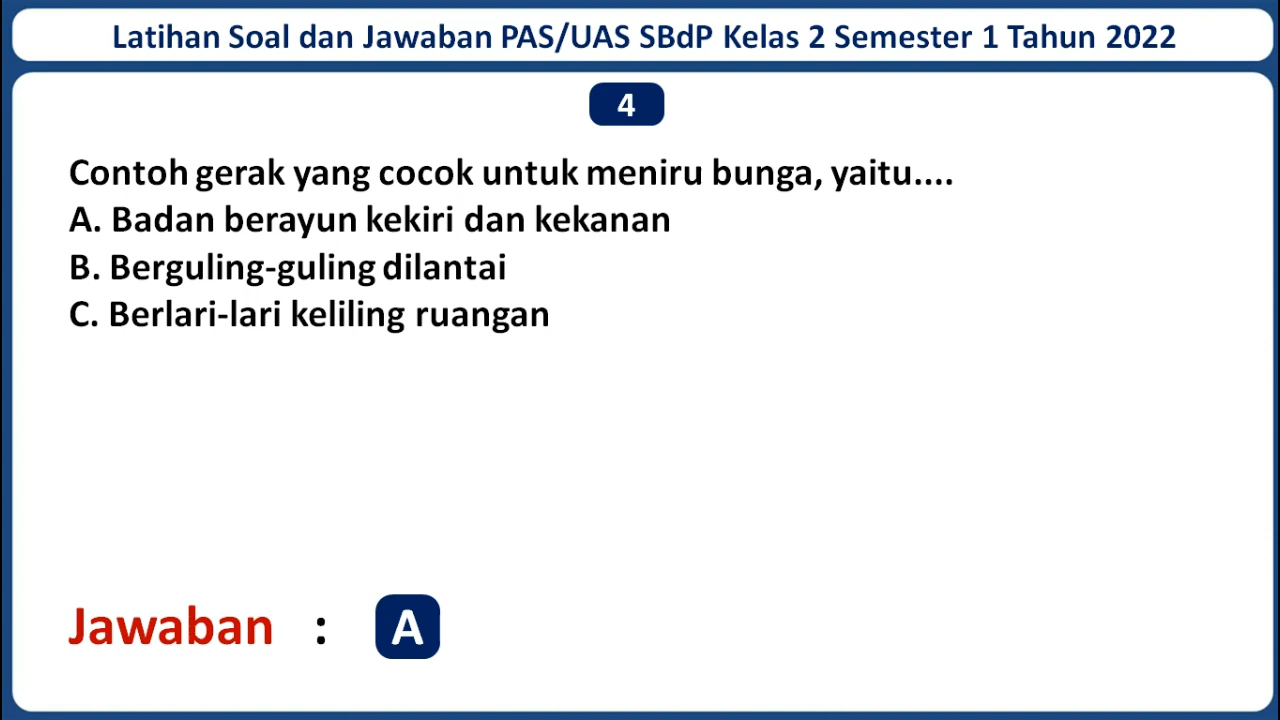 Latihan Soal dan Jawaban PAS/UAS SBdP Kelas 2 Semester 1 Tahun 2022
4
Contoh gerak yang cocok untuk meniru bunga, yaitu....
A. Badan berayun kekiri dan kekanan
B. Berguling-guling dilantai
C. Berlari-lari keliling ruangan
Jawaban : A